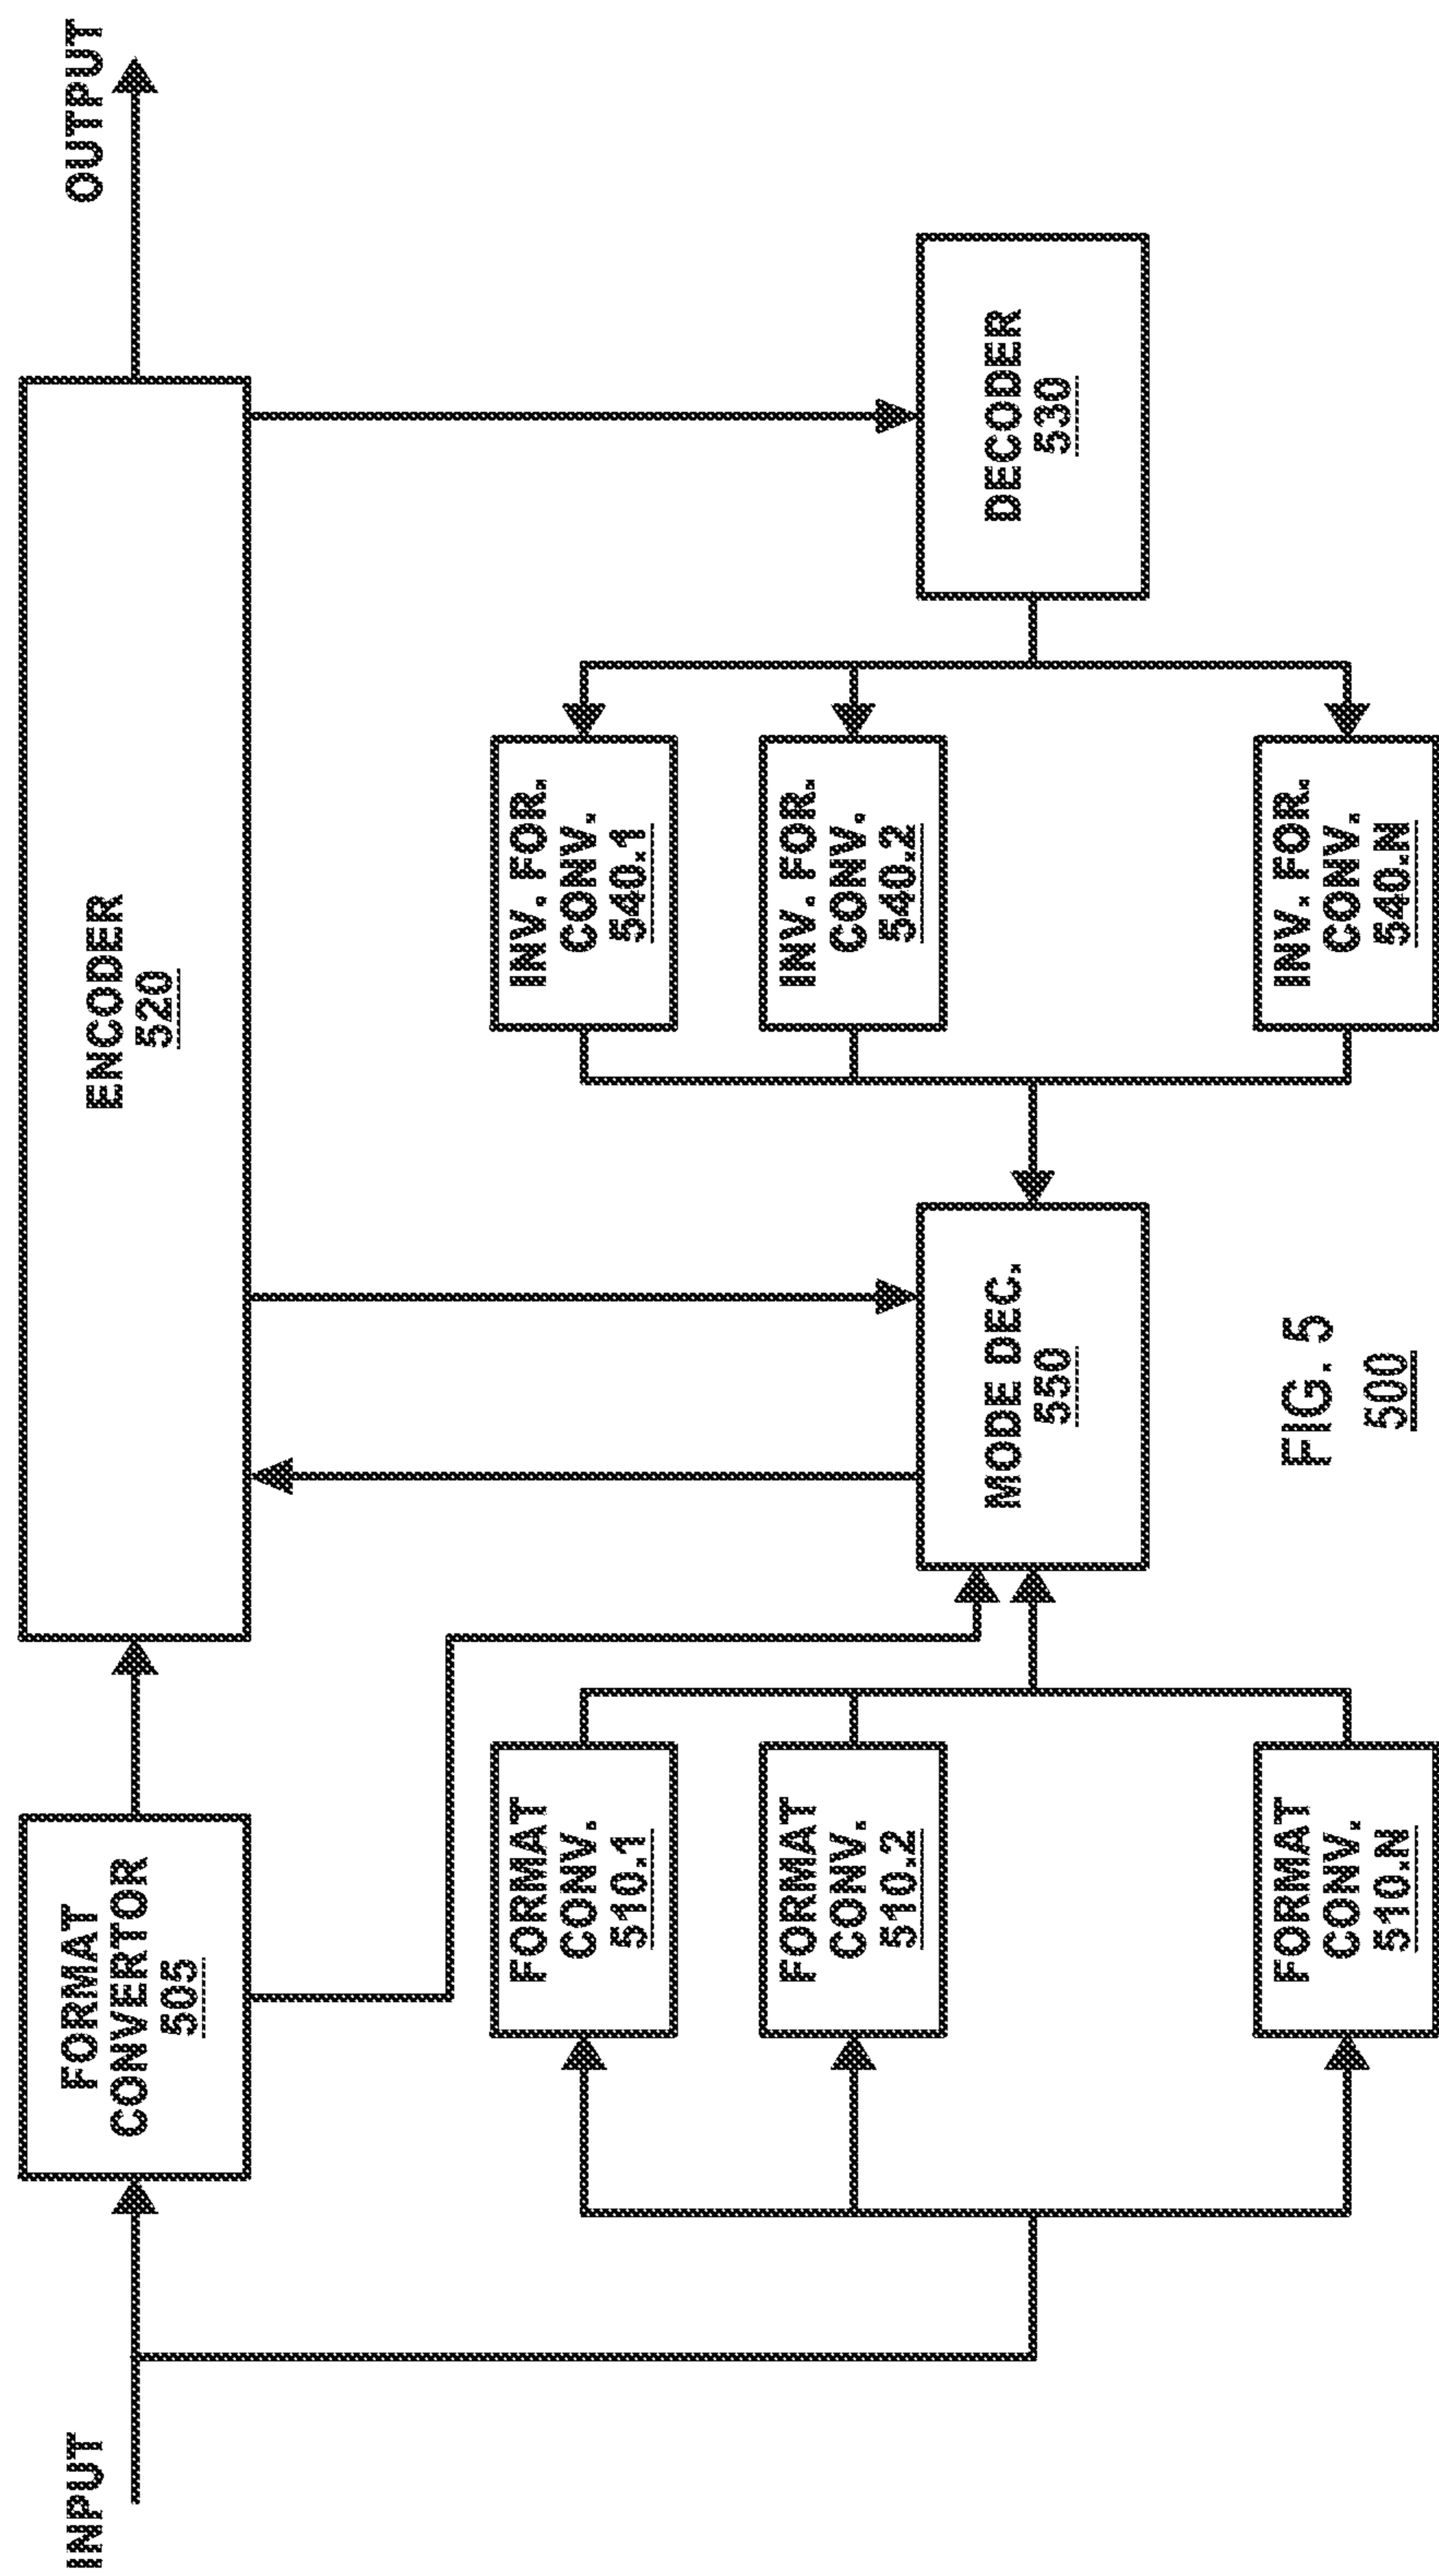 INPUT
FORMAT
CONVERTOR
505
ENCODER
520
OUTPUT
FORMAT
CONV.
510.1
INV. FOR.
CONV.
540.1
FORMAT
CONV.
510.2
INV. FOR.
CONV.
540.2
MODE DEC.
550
DECODER
530
FORMAT
CONV.
510.N
INV. FOR.
CONV.
540.N
FIG. 5
500